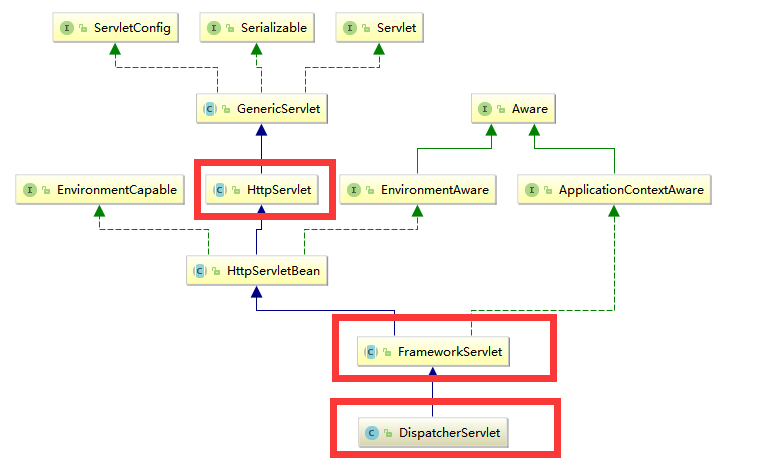 I ServletConfig
I Serializable
I Servlet
C GenericServlet
I Aware
I EnvironmentCapable
C HttpServlet
I EnvironmentAware
I ApplicationContextAware
C HttpServletBean
C FrameworkServlet
C DispatcherServlet